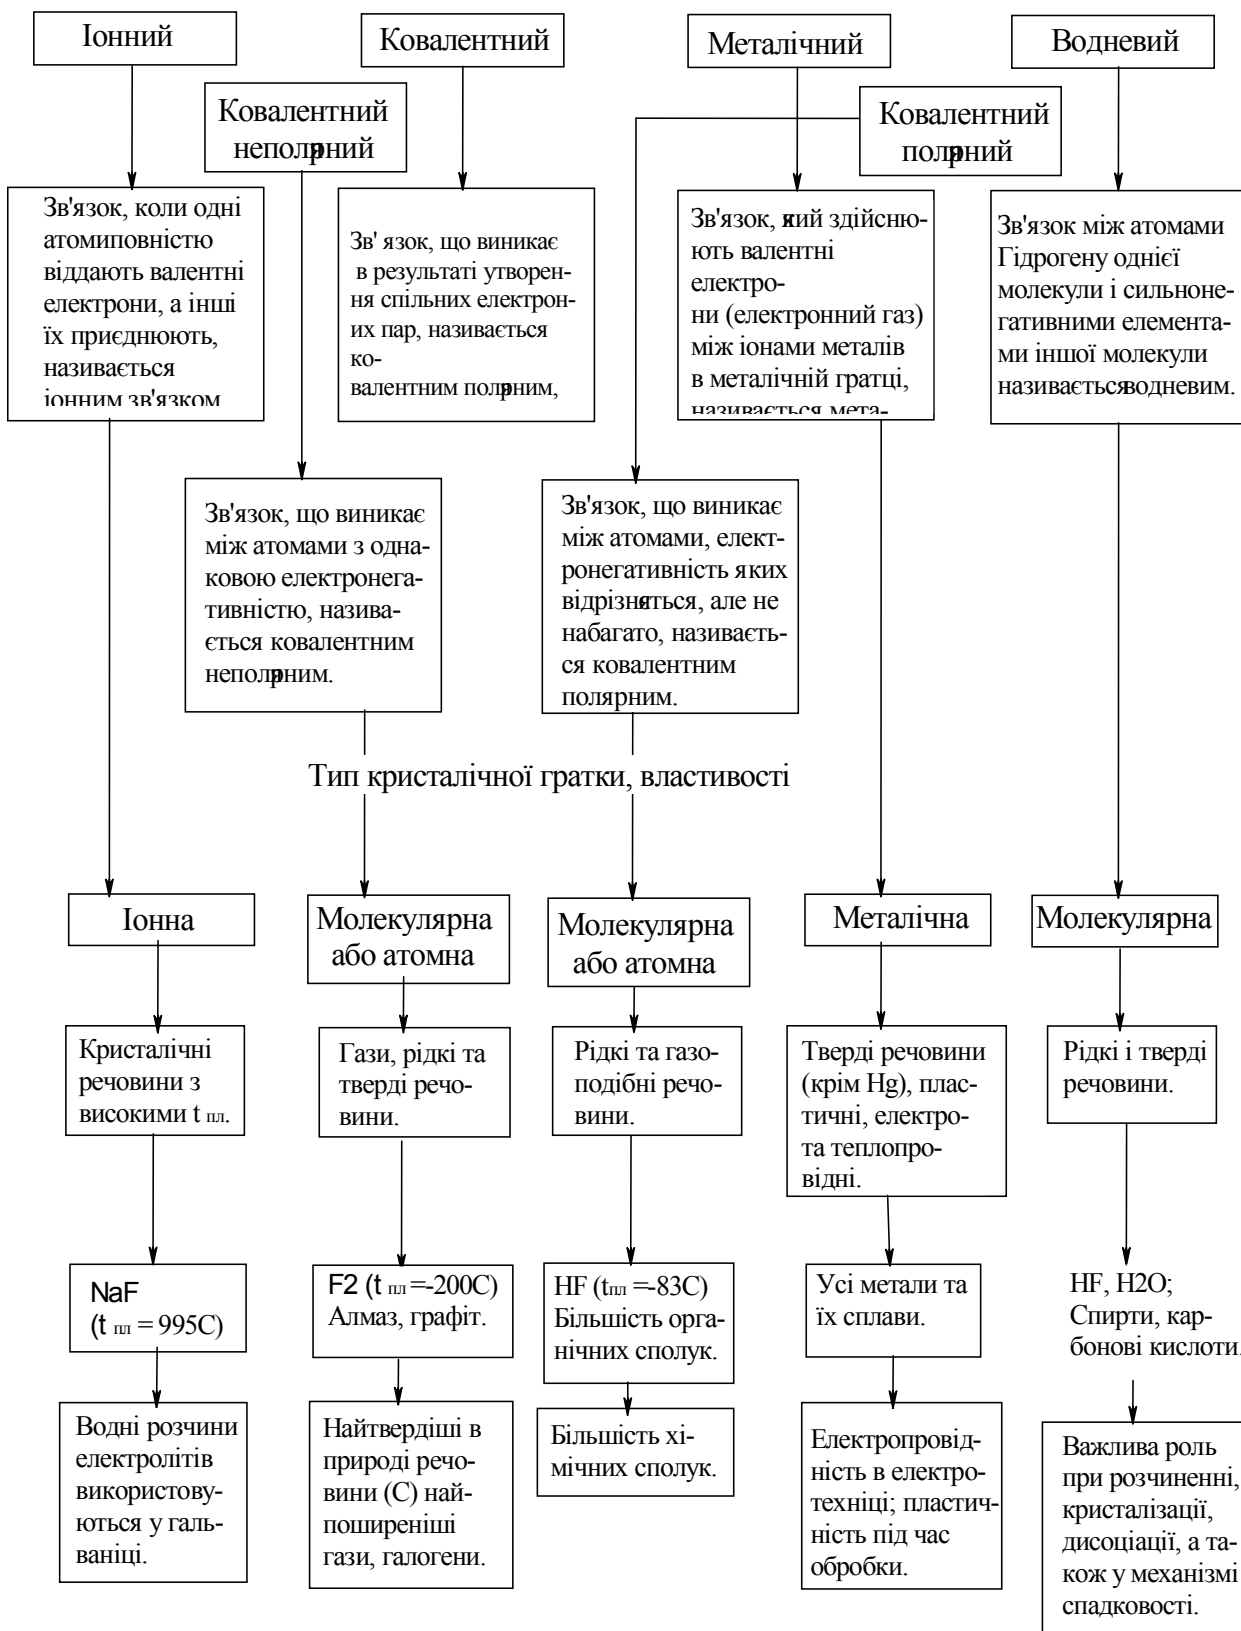 Іонний
Ковалентний
Металічний
Водневий
Ковалентний
неполярний
Ковалентний
полярний
Зв'язок, коли одні
атомиповністю
віддають валентні
електрони, а інші
їх приєднюють,
називається
іонним зв'язком
Зв' язок, що виникає
в результаті утворен-
ня спільних електрон-
их пар, називається
ко-
валентним полярним,
Зв'язок, який здійсню-
ють валентні
електро-
ни (електронний газ)
між іонами металів
в металічній гратці,
називається мета-
Зв'язок між атомами
Гідрогену однієї
молекули і сильноне-
гативними елемента-
ми іншої молекули
називаєтьсяводневим.
Зв'язок, що виникає
між атомами з одна-
ковою електронега-
тивністю, назива-
ється ковалентним
неполярним.
Зв'язок, що виникає
між атомами, елект-
ронегативність яких
відрізняться, але не
набагато, називаєть-
ся ковалентним
полярним.
Тип кристалічної гратки, властивості
Іонна
Молекулярна
або атомна
Молекулярна
або атомна
Металічна
Молекулярна
Кристалічні
речовини з
високими t пл.
Гази, рідкі та
тверді речо-
вини.
Рідкі та газо-
подібні речо-
вини.
Тверді речовини
(крім Hg), плас-
тичні, електро-
та теплопро-
відні.
Рідкі і тверді
речовини.
NaF
(t пл = 995C)
F2 (t пл =-200C)
Алмаз, графіт.
HF (tпл =-83C)
Більшість орга-
нічних сполук.
Усі метали та
їх сплави.
HF, H2O;
Спирти, кар-
бонові кислоти.
Водні розчини
електролітів
використову-
ються у галь-
ваніці.
Найтвердіші в
природі речо-
вини (С) най-
поширеніші
гази, галогени.
Більшість хі-
мічних сполук.
Електропровід-
ність в електро-
техніці; пластич-
ність під час
обробки.
Важлива роль
при розчиненні,
кристалізації,
дисоціації, а та-
кож у механізмі
спадковості.